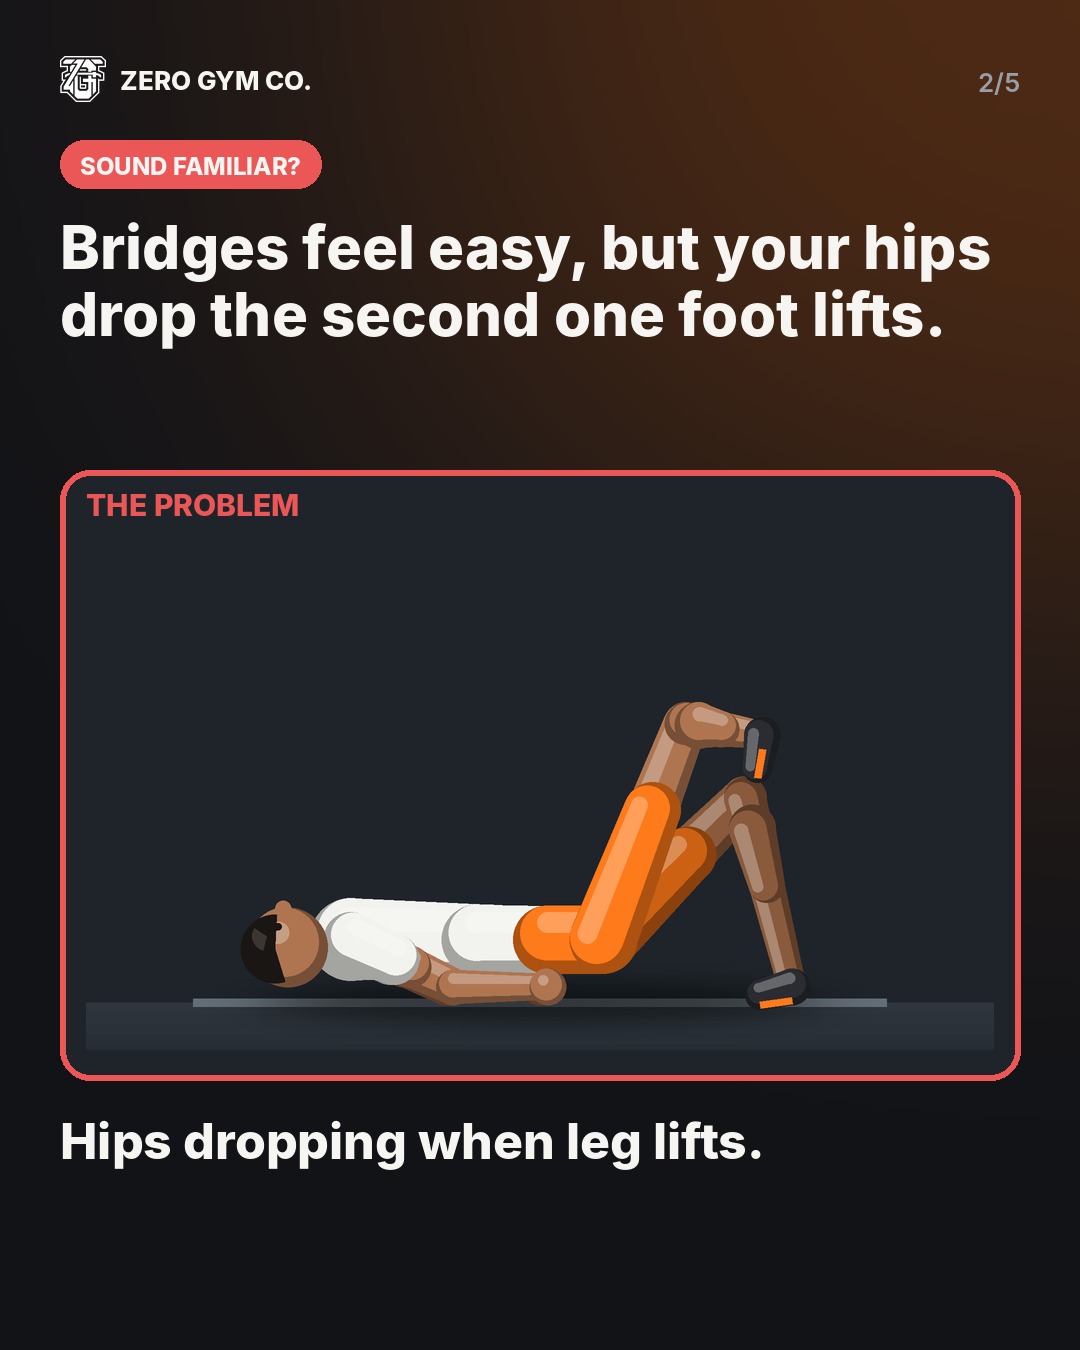 ZERO GYM CO.
2/5
SOUND FAMILIAR?
Bridges feel easy, but your hips
drop the second one foot lifts.
THE PROBLEM
Hips dropping when leg lifts.